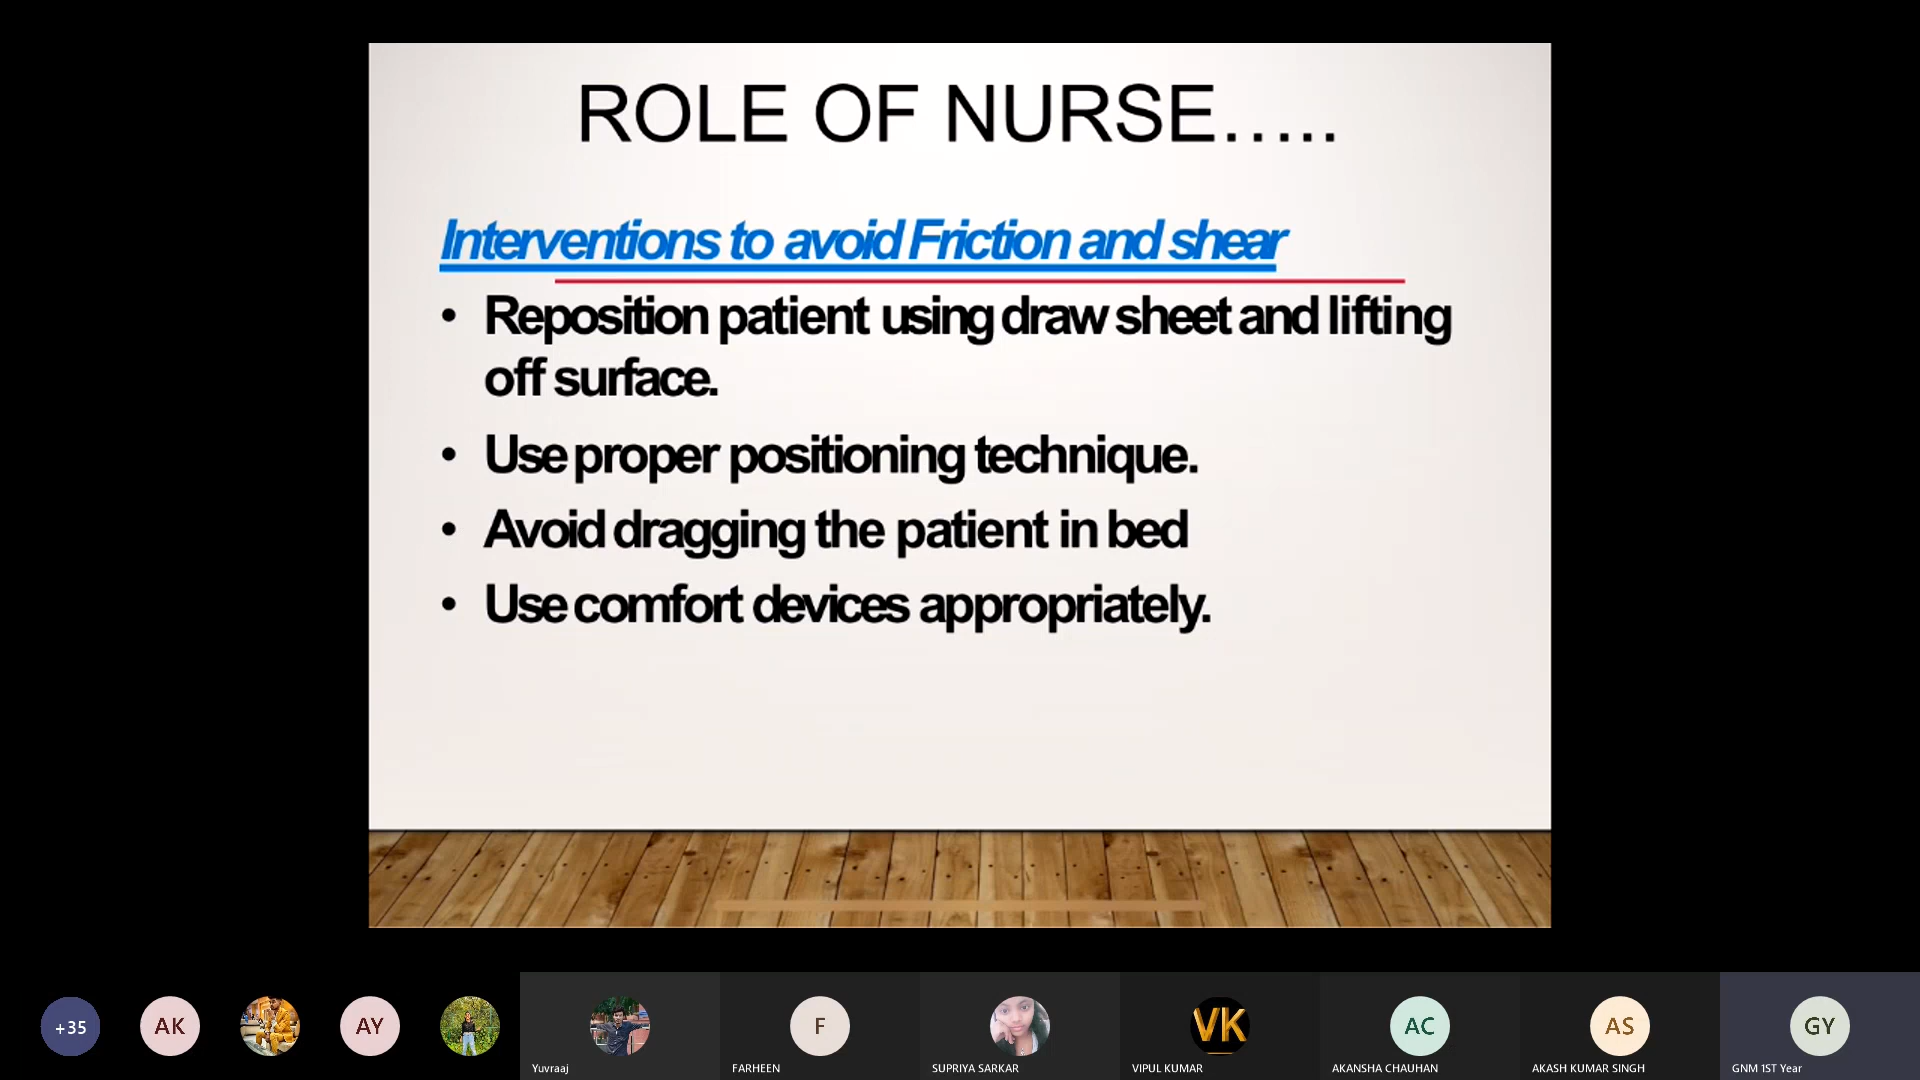 ROLE OF NURSE.....
Interventions to avoid Friction and shear
• Reposition patient using draw sheet and lifting
off surface.
• Use proper positioning technique.
• Avoid dragging the patient in bed
• Use comfort devices appropriately.
+35
AK
AY
Yuvraaj
F
FARHEEN
SUPRIYA SARKAR
VK
VIPUL KUMAR
AC
AKANSHA CHAUHAN
AS
AKASH KUMAR SINGH
GY
GNM 1ST Year